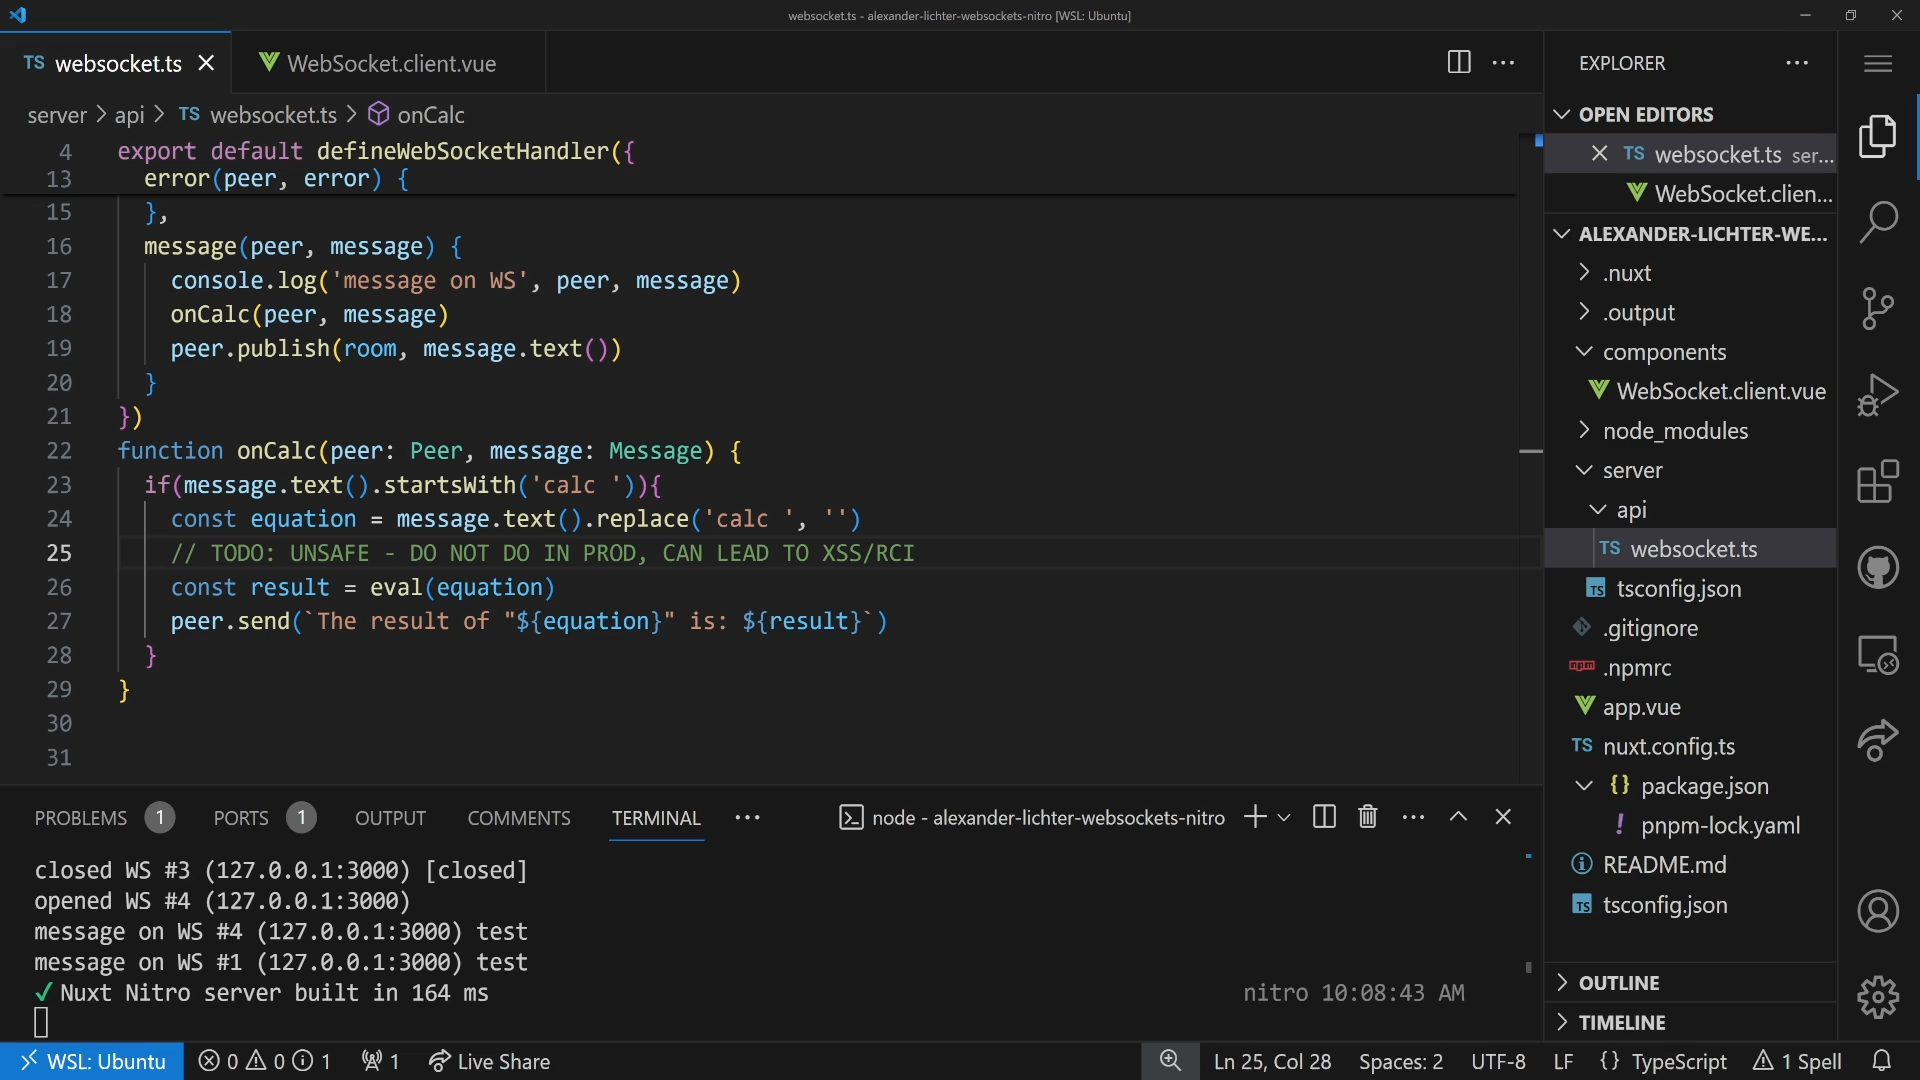 websocket.ts - alexander-lichter-websockets-nitro [WSL: Ubuntu]
TS websocket.ts
WebSocket.client.vue
server > api > TS websocket.ts > onCalc
4 export default defineWebSocketHandler({
13 error(peer, error) {
15 },
16 message(peer, message) {
17 console.log('message on WS', peer, message)
18 onCalc(peer, message)
19 peer.publish(room, message.text())
20 }
21 })
22 function onCalc(peer: Peer, message: Message) {
23 if(message.text().startsWith('calc ')){
24 const equation = message.text().replace('calc ', '')
25 // TODO: UNSAFE - DO NOT DO IN PROD, CAN LEAD TO XSS/RCI
26 const result = eval(equation)
27 peer.send(`The result of "${equation}" is: ${result}`)
28 }
29 }
30
31
PROBLEMS 1 PORTS 1 OUTPUT COMMENTS TERMINAL
node - alexander-lichter-websockets-nitro
closed WS #3 (127.0.0.1:3000) [closed]
opened WS #4 (127.0.0.1:3000)
message on WS #4 (127.0.0.1:3000) test
message on WS #1 (127.0.0.1:3000) test
✓ Nuxt Nitro server built in 164 ms
nitro 10:08:43 AM
EXPLORER
OPEN EDITORS
TS websocket.ts ser...
WebSocket.clien...
ALEXANDER-LICHTER-WE...
.nuxt
.output
components
WebSocket.client.vue
node_modules
server
api
TS websocket.ts
TS tsconfig.json
.gitignore
npm .npmrc
app.vue
TS nuxt.config.ts
{} package.json
! pnpm-lock.yaml
README.md
TS tsconfig.json
OUTLINE
TIMELINE
WSL: Ubuntu 0 0 1 1 Live Share
Ln 25, Col 28 Spaces: 2 UTF-8 LF {} TypeScript 1 Spell